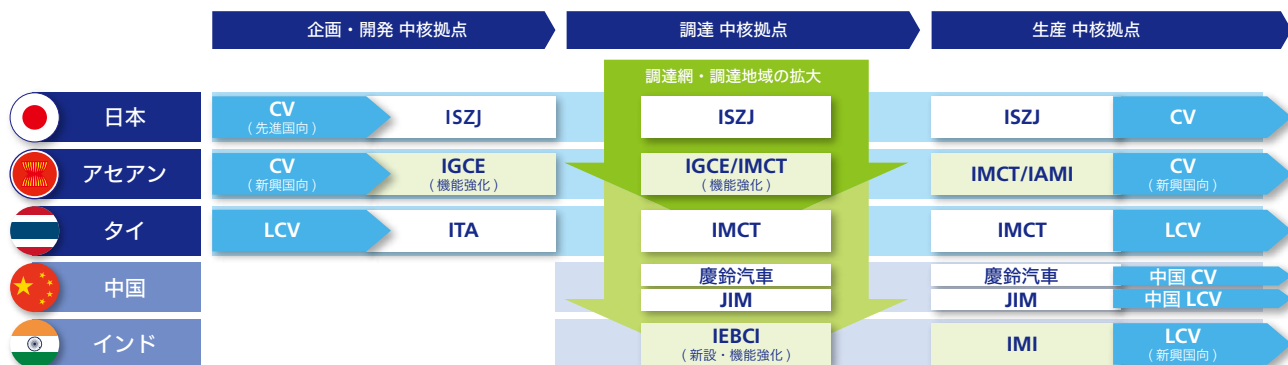 企画・開発 中核拠点
調達 中核拠点
生産 中核拠点
調達網・調達地域の拡大
日本
CV
(先進国向)
ISZJ
ISZJ
ISZJ
CV
アセアン
CV
(新興国向)
IGCE
(機能強化)
IGCE/IMCT
(機能強化)
IMCT/IAMI
CV
(新興国向)
タイ
LCV
ITA
IMCT
IMCT
LCV
中国
慶鈴汽車
JIM
慶鈴汽車
中国 CV
JIM
中国 LCV
インド
IEBCI
(新設・機能強化)
IMI
LCV
(新興国向)